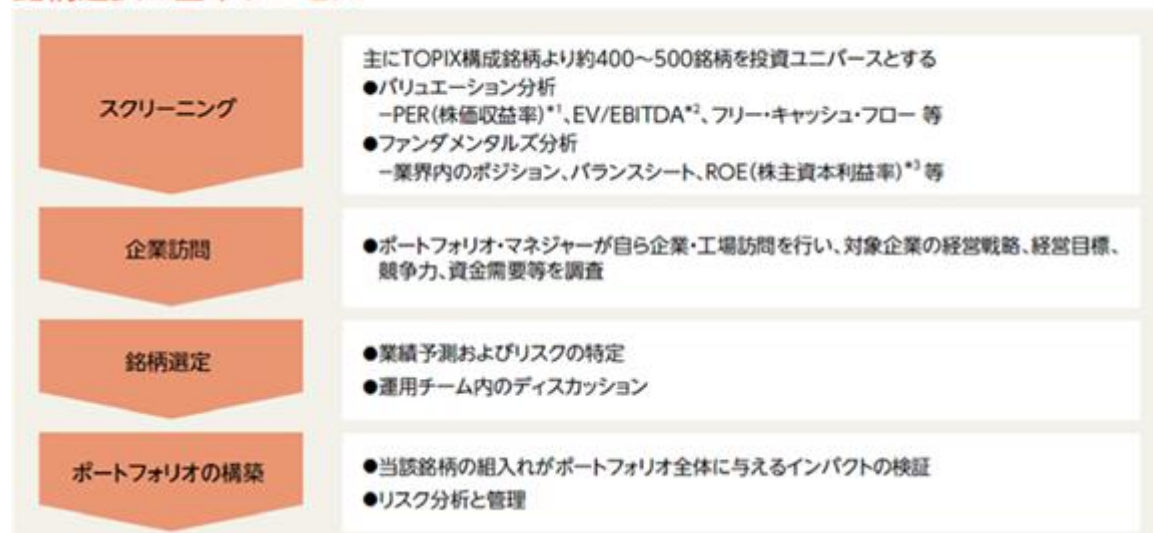 スクリーニング
主にTOPIX構成銘柄より約400～500銘柄を投資ユニバースとする
●バリュエーション分析
−PER(株価収益率)*1、EV/EBITDA*2、フリー・キャッシュ・フロー 等
●ファンダメンタルズ分析
−業界内のポジション、バランスシート、ROE(株主資本利益率)*3 等
企業訪問
●ポートフォリオ・マネジャーが自ら企業・工場訪問を行い、対象企業の経営戦略、経営目標、
競争力、資金需要等を調査
銘柄選定
●業績予測およびリスクの特定
●運用チーム内のディスカッション
ポートフォリオの構築
●当該銘柄の組入れがポートフォリオ全体に与えるインパクトの検証
●リスク分析と管理